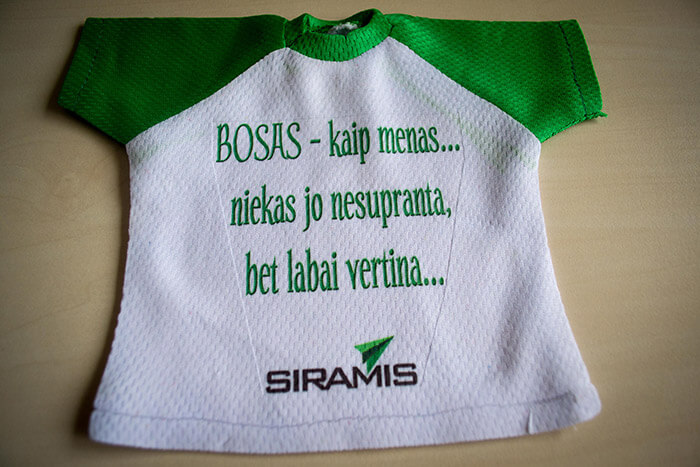 BOSAS - kaip menas...
niekas jo nesupranta,
bet labai vertina...
SIRAMIS